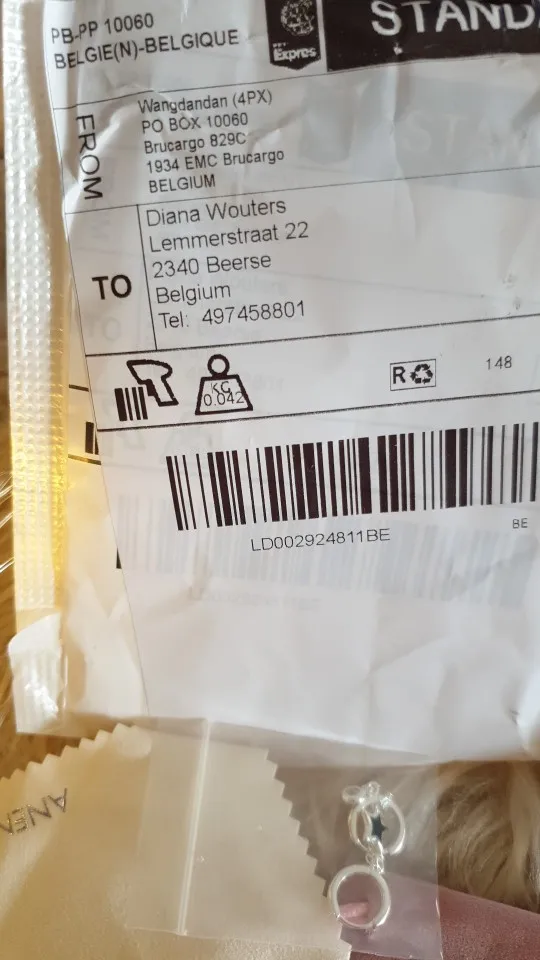 PB-PP 10060
BELGIE(N)-BELGIQUE
Expres
FROM
Wangdandan (4PX)
PO BOX 10060
Brucargo 829C
1934 EMC Brucargo
BELGIUM
TO
Diana Wouters
Lemmerstraat 22
2340 Beerse
Belgium
Tel: 497458801
KG
0.042
R
148
LD002924811BE
BE